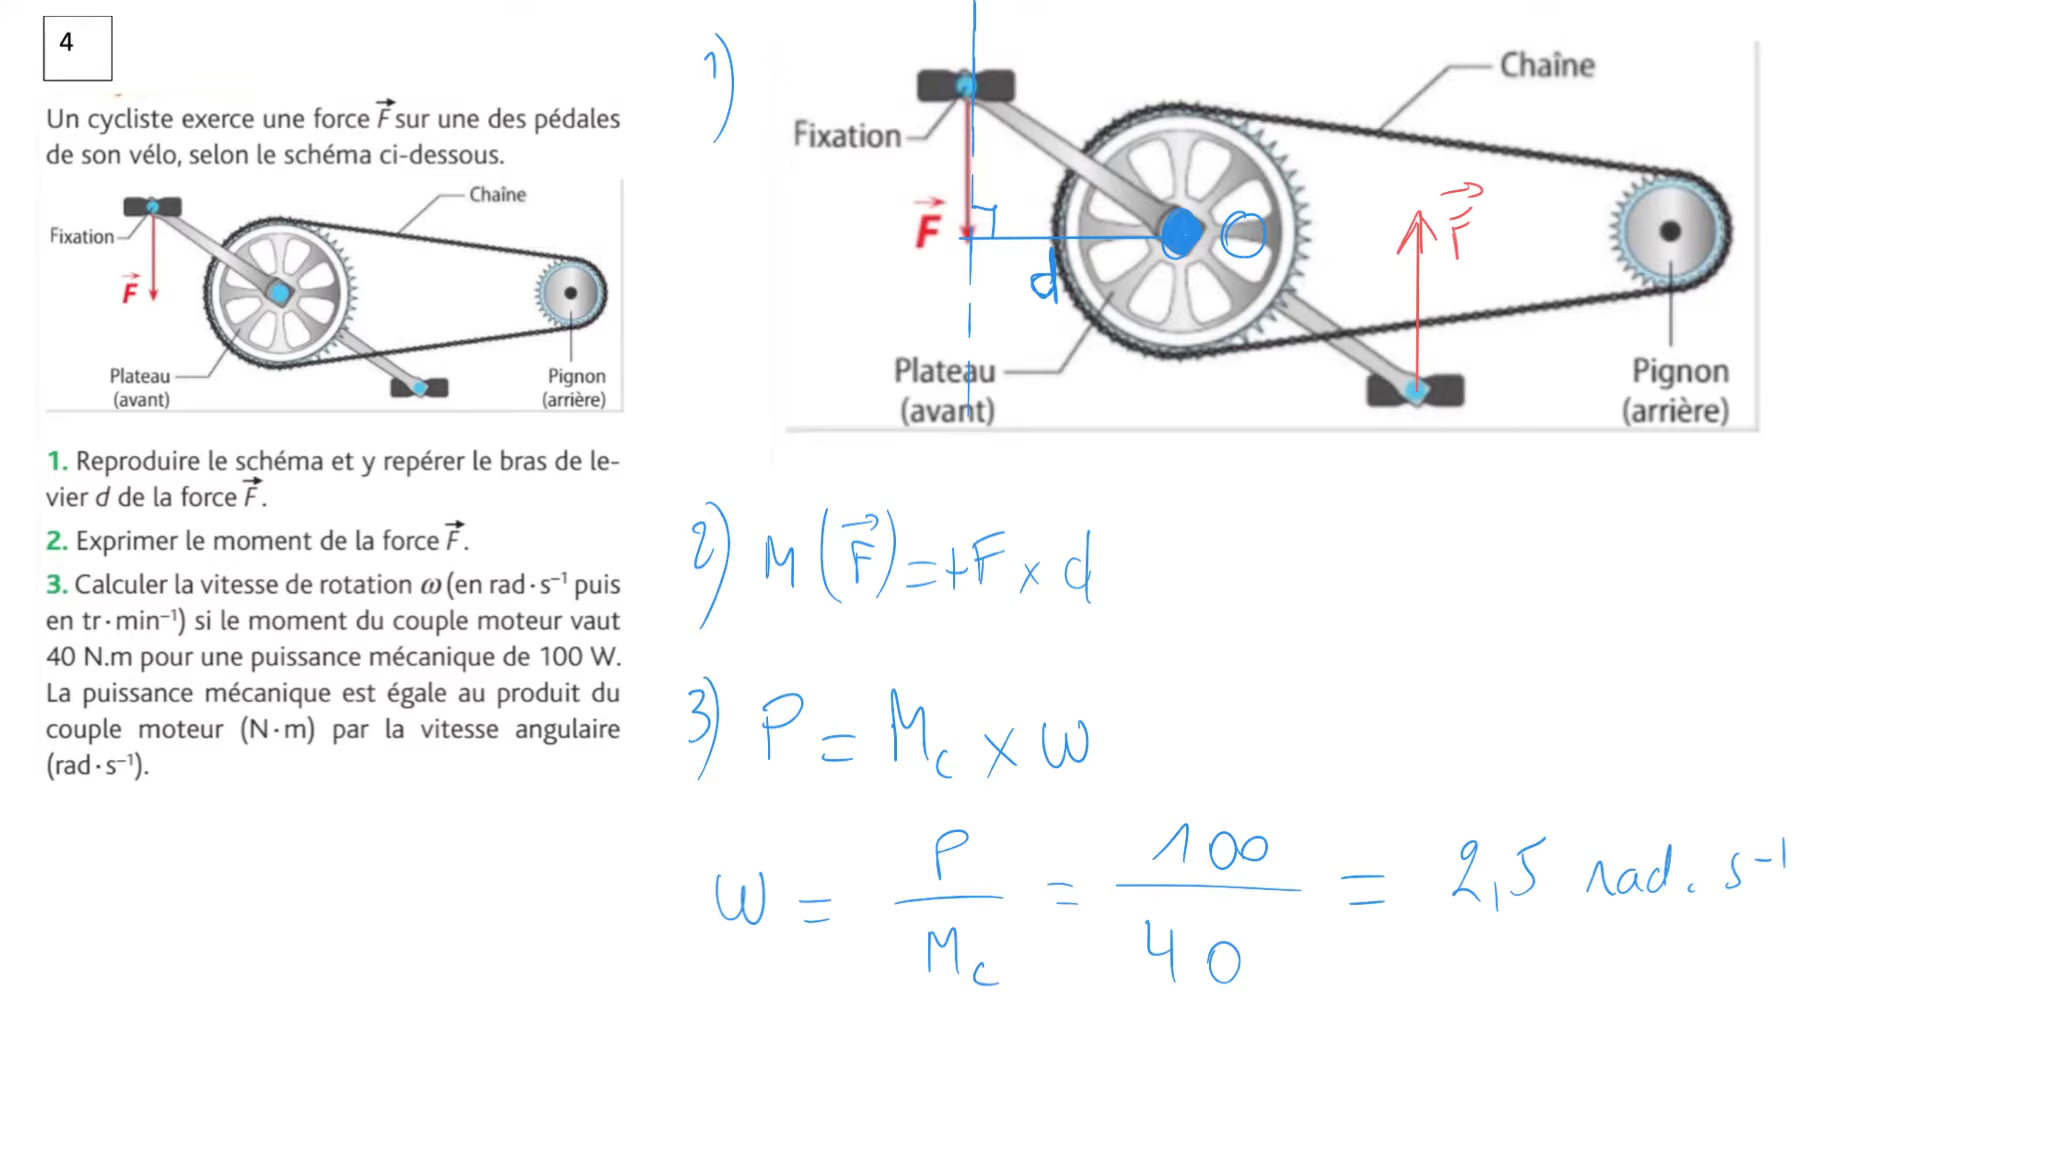 4
Un cycliste exerce une force F⃗ sur une des pédales
de son vélo, selon le schéma ci-dessous.
Chaîne
Fixation
F⃗
Plateau
(avant)
Pignon
(arrière)
1. Reproduire le schéma et y repérer le bras de le-
vier d de la force F⃗.
2. Exprimer le moment de la force F⃗.
3. Calculer la vitesse de rotation ω (en rad·s⁻¹ puis
en tr·min⁻¹) si le moment du couple moteur vaut
40 N.m pour une puissance mécanique de 100 W.
La puissance mécanique est égale au produit du
couple moteur (N·m) par la vitesse angulaire
(rad·s⁻¹).
1)
Chaîne
Fixation
F⃗
O
F⃗
d
Plateau
(avant)
Pignon
(arrière)
2) M(F⃗) = +F × d
3) P = Mc × ω
ω = P / Mc = 100 / 40 = 2,5 rad. s⁻¹